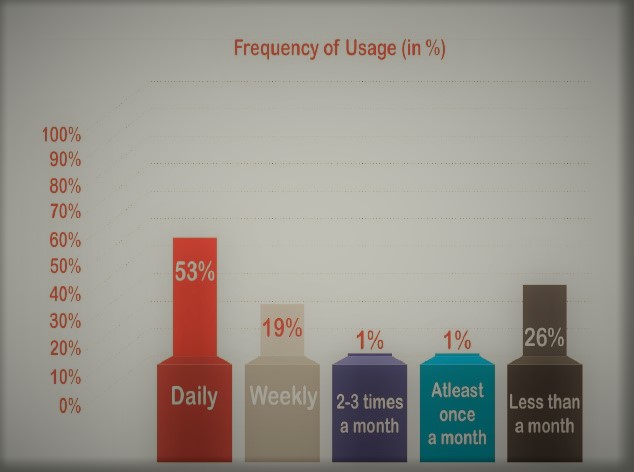 Frequency of Usage (in %)
100%
90%
80%
70%
60%
50%
40%
30%
20%
10%
0%
53%
19%
1%
1%
26%
Daily
Weekly
2-3 times
a month
Atleast
once
a month
Less than
a month